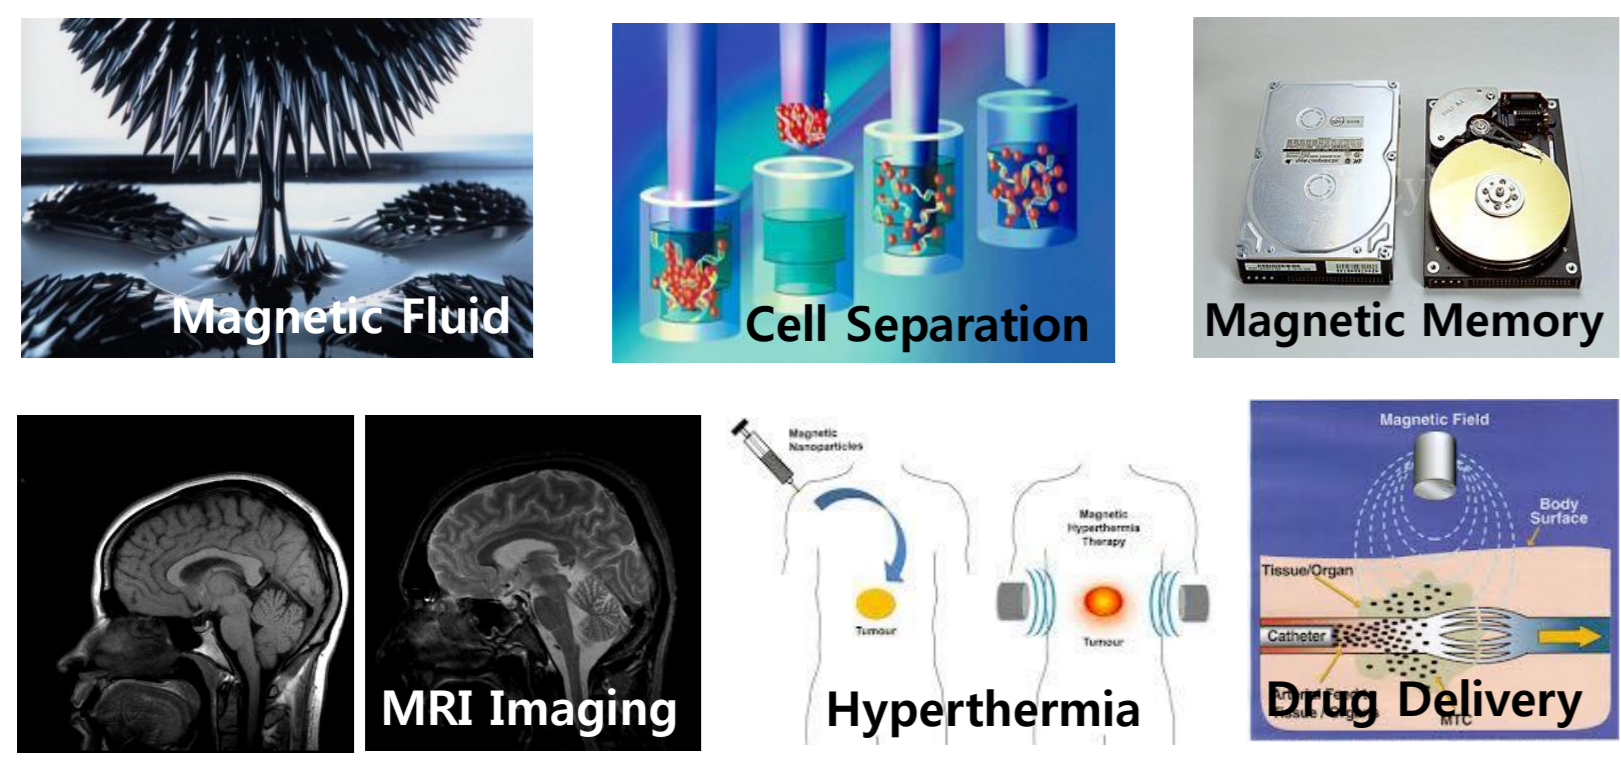 Magnetic Fluid
Cell Separation
Magnetic Memory
MRI Imaging
Magnetic
Nanoparticles
Tumour
Magnetic
Hyperthermia
Therapy
Tumour
Hyperthermia
Magnetic Field
Body
Surface
Tissue/Organ
Catheter
Drug Delivery
MTC